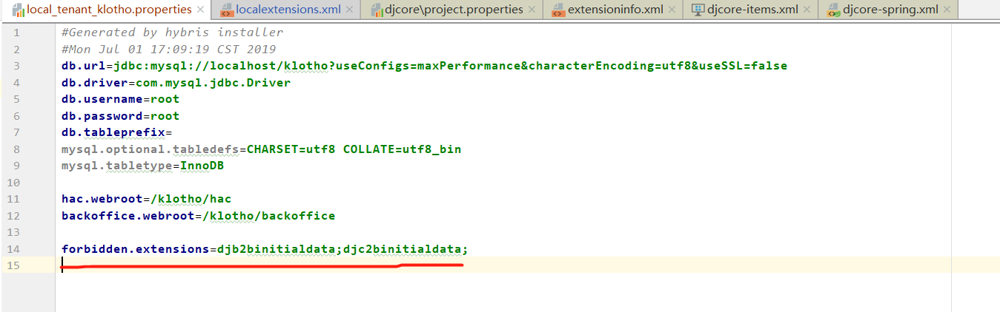 local_tenant_klotho.properties localextensions.xml djcore\project.properties extensioninfo.xml djcore-items.xml djcore-spring.xml
1 #Generated by hybris installer
2 #Mon Jul 01 17:09:19 CST 2019
3 db.url=jdbc:mysql://localhost/klotho?useConfigs=maxPerformance&characterEncoding=utf8&useSSL=false
4 db.driver=com.mysql.jdbc.Driver
5 db.username=root
6 db.password=root
7 db.tableprefix=
8 mysql.optional.tabledefs=CHARSET=utf8 COLLATE=utf8_bin
9 mysql.tabletype=InnoDB
10
11 hac.webroot=/klotho/hac
12 backoffice.webroot=/klotho/backoffice
13
14 forbidden.extensions=djb2binitialdata;djc2binitialdata;
15